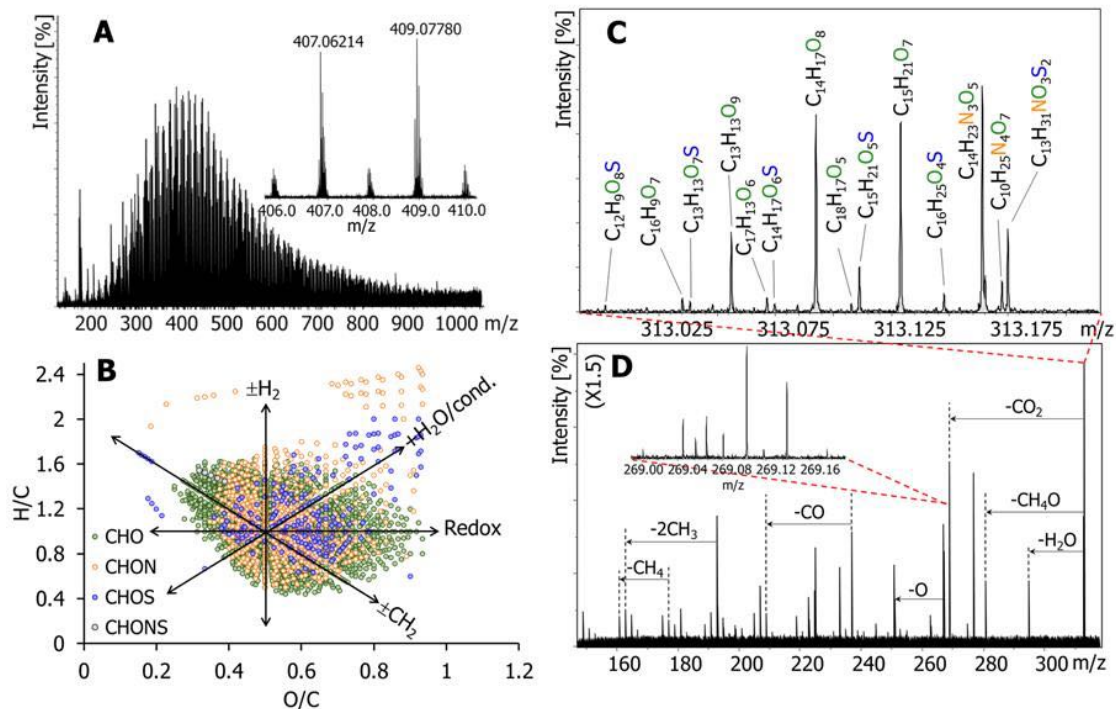 A
Intensity [%]
407.06214
409.07780
406.0 407.0 408.0 409.0 410.0
m/z
200 300 400 500 600 700 800 900 1000 m/z
B
H/C
2.4
2
1.6
1.2
0.8
0.4
0
±H₂
+H₂O/cond.
Redox
±CH₂
CHO
CHON
CHOS
CHONS
0 0.2 0.4 0.6 0.8 1 1.2
O/C
C
Intensity [%]
C₁₂H₉O₈S
C₁₆H₉O₇
C₁₃H₁₃O₇S
C₁₃H₁₃O₉
C₁₇H₁₃O₆
C₁₄H₁₇O₆S
C₁₄H₁₇O₈
C₁₈H₁₇O₅
C₁₅H₂₁O₅S
C₁₅H₂₁O₇
C₁₆H₂₅O₄S
C₁₄H₂₃N₃O₅
C₁₀H₂₅N₄O₇
C₁₃H₃₁NO₃S₂
313.025 313.075 313.125 313.175 m/z
D
Intensity [%]
(X1.5)
269.00 269.04 269.08 269.12 269.16
m/z
-CO₂
-CO
-CH₄O
-2CH₃
-H₂O
-CH₄
-O
160 180 200 220 240 260 280 300 m/z